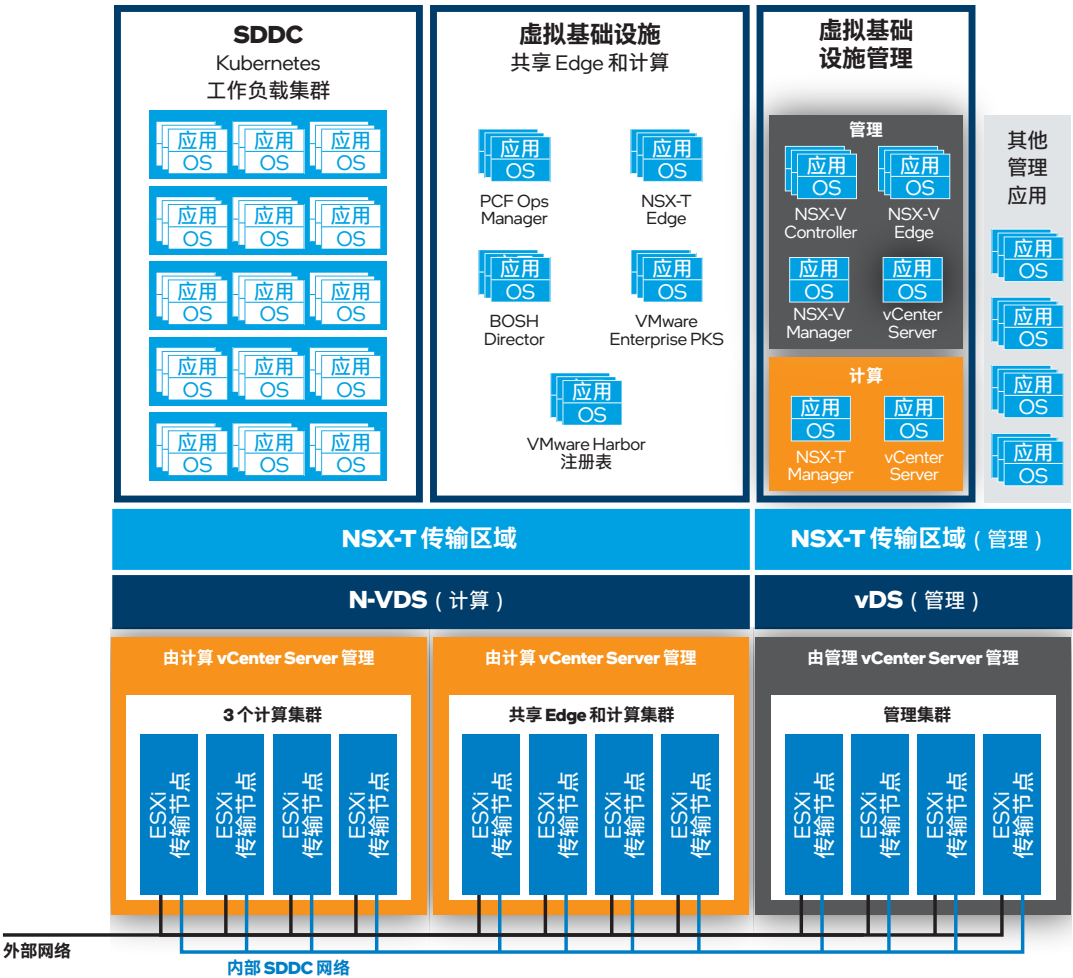 SDDC
Kubernetes
工作负载集群
应用 应用 应用
OS OS OS
应用 应用 应用
OS OS OS
应用 应用 应用
OS OS OS
应用 应用 应用
OS OS OS
应用 应用 应用
OS OS OS
虚拟基础设施
共享 Edge 和计算
应用
OS
PCF Ops
Manager
应用
OS
NSX-T
Edge
应用
OS
BOSH
Director
应用
OS
VMware
Enterprise PKS
应用
OS
VMware Harbor
注册表
虚拟基础
设施管理
管理
应用
OS
NSX-V
Controller
应用
OS
NSX-V
Edge
应用
OS
NSX-V
Manager
应用
OS
vCenter
Server
计算
应用
OS
NSX-T
Manager
应用
OS
vCenter
Server
其他
管理
应用
应用
OS
应用
OS
应用
OS
应用
OS
NSX-T 传输区域
NSX-T 传输区域（管理）
N-VDS（计算）
vDS（管理）
由计算 vCenter Server 管理
3 个计算集群
ESXi
传输节点
ESXi
传输节点
ESXi
传输节点
ESXi
传输节点
由计算 vCenter Server 管理
共享 Edge 和计算集群
ESXi
传输节点
ESXi
传输节点
ESXi
传输节点
ESXi
传输节点
由管理 vCenter Server 管理
管理集群
ESXi
传输节点
ESXi
传输节点
ESXi
传输节点
ESXi
传输节点
外部网络
内部 SDDC 网络